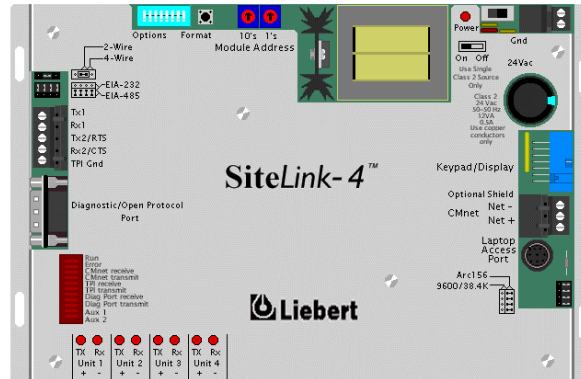 Options Format 10's 1's
Module Address
Power
Gnd
On Off
24Vac
Use Single
Class 2 Source
Only
Class 2
24 Vac
50-60 Hz
12VA
0.5A
Use copper
conductors
only
2-Wire
4-Wire
EIA-232
EIA-485
Tx1
Rx1
Tx2/RTS
Rx2/CTS
TPI Gnd
Diagnostic/Open Protocol
Port
SiteLink-4™
Keypad/Display
Optional Shield
CMnet
Net -
Net +
Laptop
Access
Port
Arc156
9600/38.4K
Run
Error
CMnet receive
CMnet transmit
TPI receive
TPI transmit
Diag Port receive
Diag Port transmit
Aux 1
Aux 2
Liebert
TX Rx TX Rx TX Rx TX Rx
Unit 1 Unit 2 Unit 3 Unit 4
+ - + - + - + -